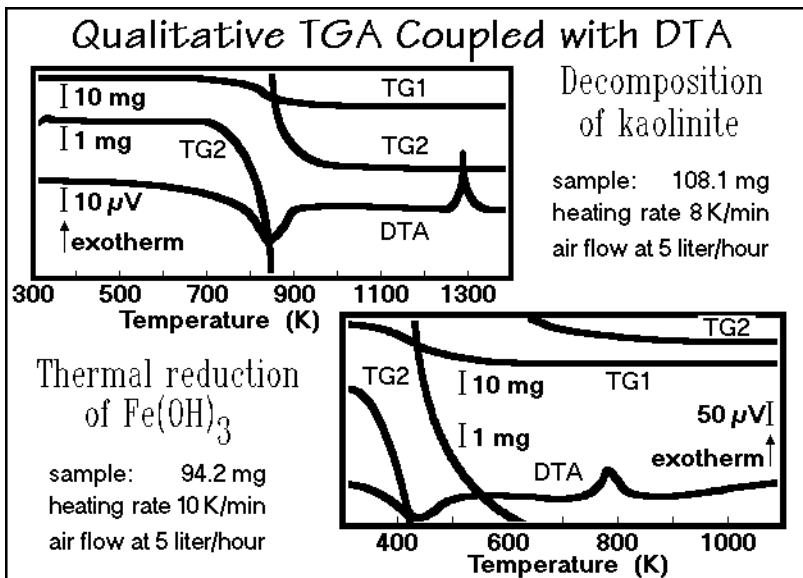 Qualitative TGA Coupled with DTA
10 mg
TG1
1 mg
TG2
TG2
10 µV
exotherm
DTA
300 500 700 900 1100 1300
Temperature (K)
Decomposition
of kaolinite
sample: 108.1 mg
heating rate 8 K/min
air flow at 5 liter/hour
Thermal reduction
of Fe(OH)3
sample: 94.2 mg
heating rate 10 K/min
air flow at 5 liter/hour
TG2
TG2
10 mg
TG1
1 mg
50 µV
DTA
exotherm
400 600 800 1000
Temperature (K)